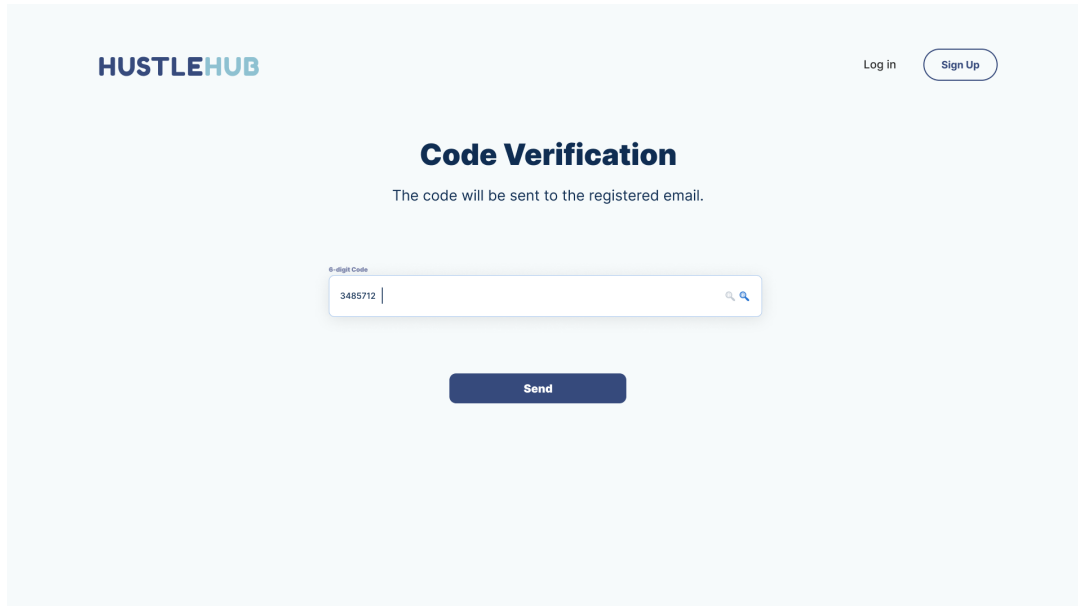 HUSTLEHUB
Log in
Sign Up
Code Verification
The code will be sent to the registered email.
6-digit Code
3485712
Send